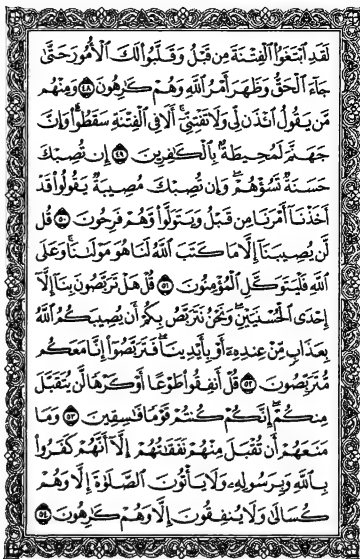 لَقَدِ ٱبْتَغَوُا۟ ٱلْفِتْنَةَ مِن قَبْلُ وَقَلَّبُوا۟ لَكَ ٱلْأُمُورَ حَتَّىٰ
جَآءَ ٱلْحَقُّ وَظَهَرَ أَمْرُ ٱللَّهِ وَهُمْ كَـٰرِهُونَ ٤٨ وَمِنْهُم
مَّن يَقُولُ ٱئْذَن لِّى وَلَا تَفْتِنِّىٓ ۚ أَلَا فِى ٱلْفِتْنَةِ سَقَطُوا۟ ۗ وَإِنَّ
جَهَنَّمَ لَمُحِيطَةٌۢ بِٱلْكَـٰفِرِينَ ٤٩ إِن تُصِبْكَ
حَسَنَةٌ تَسُؤْهُمْ ۖ وَإِن تُصِبْكَ مُصِيبَةٌ يَقُولُوا۟ قَدْ
أَخَذْنَآ أَمْرَنَا مِن قَبْلُ وَيَتَوَلَّوا۟ وَّهُمْ فَرِحُونَ ٥٠ قُل
لَّن يُصِيبَنَآ إِلَّا مَا كَتَبَ ٱللَّهُ لَنَا هُوَ مَوْلَىٰنَا ۚ وَعَلَى
ٱللَّهِ فَلْيَتَوَكَّلِ ٱلْمُؤْمِنُونَ ٥١ قُلْ هَلْ تَرَبَّصُونَ بِنَآ إِلَّآ
إِحْدَى ٱلْحُسْنَيَيْنِ ۖ وَنَحْنُ نَتَرَبَّصُ بِكُمْ أَن يُصِيبَكُمُ ٱللَّهُ
بِعَذَابٍ مِّنْ عِندِهِۦٓ أَوْ بِأَيْدِينَا ۖ فَتَرَبَّصُوٓا۟ إِنَّا مَعَكُم
مُّتَرَبِّصُونَ ٥٢ قُلْ أَنفِقُوا۟ طَوْعًا أَوْ كَرْهًا لَّن يُتَقَبَّلَ
مِنكُمْ ۖ إِنَّكُمْ كُنتُمْ قَوْمًا فَـٰسِقِينَ ٥٣ وَمَا
مَنَعَهُمْ أَن تُقْبَلَ مِنْهُمْ نَفَقَـٰتُهُمْ إِلَّآ أَنَّهُمْ كَفَرُوا۟
بِٱللَّهِ وَبِرَسُولِهِۦ وَلَا يَأْتُونَ ٱلصَّلَوٰةَ إِلَّا وَهُمْ
كُسَالَىٰ وَلَا يُنفِقُونَ إِلَّا وَهُمْ كَـٰرِهُونَ ٥٤